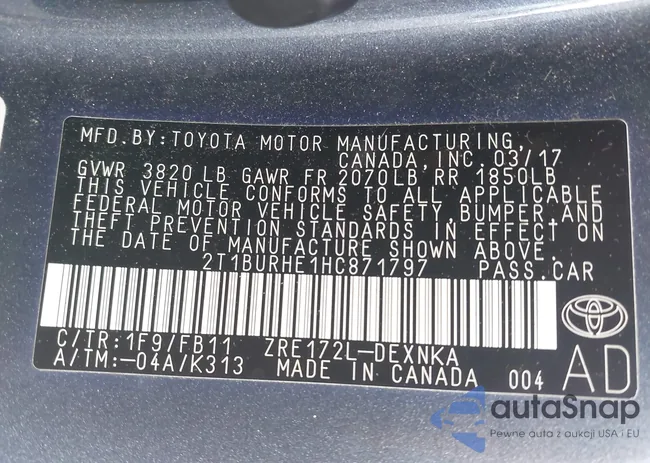 MFD.BY:TOYOTA MOTOR MANUFACTURING,
CANADA, INC. 03/17
GVWR 3820 LB GAWR FR 2070LB RR 1850LB
THIS VEHICLE CONFORMS TO ALL APPLICABLE
FEDERAL MOTOR VEHICLE SAFETY, BUMPER, AND
THEFT PREVENTION STANDARDS IN EFFECT ON
THE DATE OF MANUFACTURE SHOWN ABOVE.
2T1BURHE1HC871797 PASS.CAR
C/TR:1F9/FB11 ZRE172L-DEXNKA
A/TM:-04A/K313 MADE IN CANADA 004 AD
autaSnap
Pewne auta z aukcji USA i EU